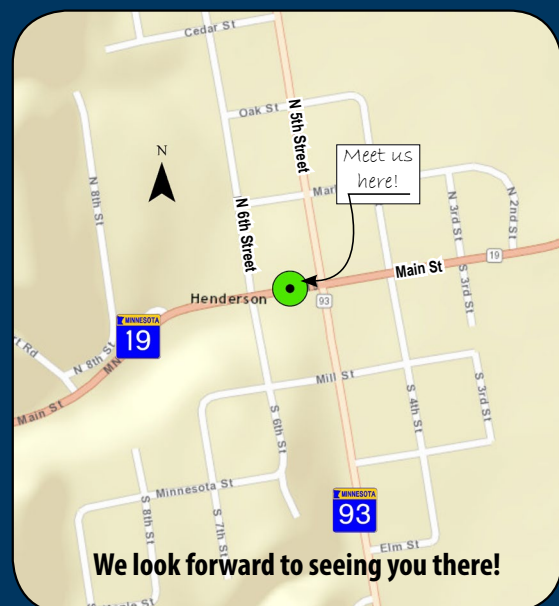 Cedar St
Oak St
N 5th Street
N
N 8th St
Meet us
here!
N 6th Street
N 3rd St
N 2nd St
19
Main St
Henderson
93
S 3rd St
MINNESOTA
19
N 8th St
Main St
Mill St
S 3rd St
S 4th St
S 6th St
Minnesota St
S 8th St
S 7th St
MINNESOTA
93
Elm St
We look forward to seeing you there!